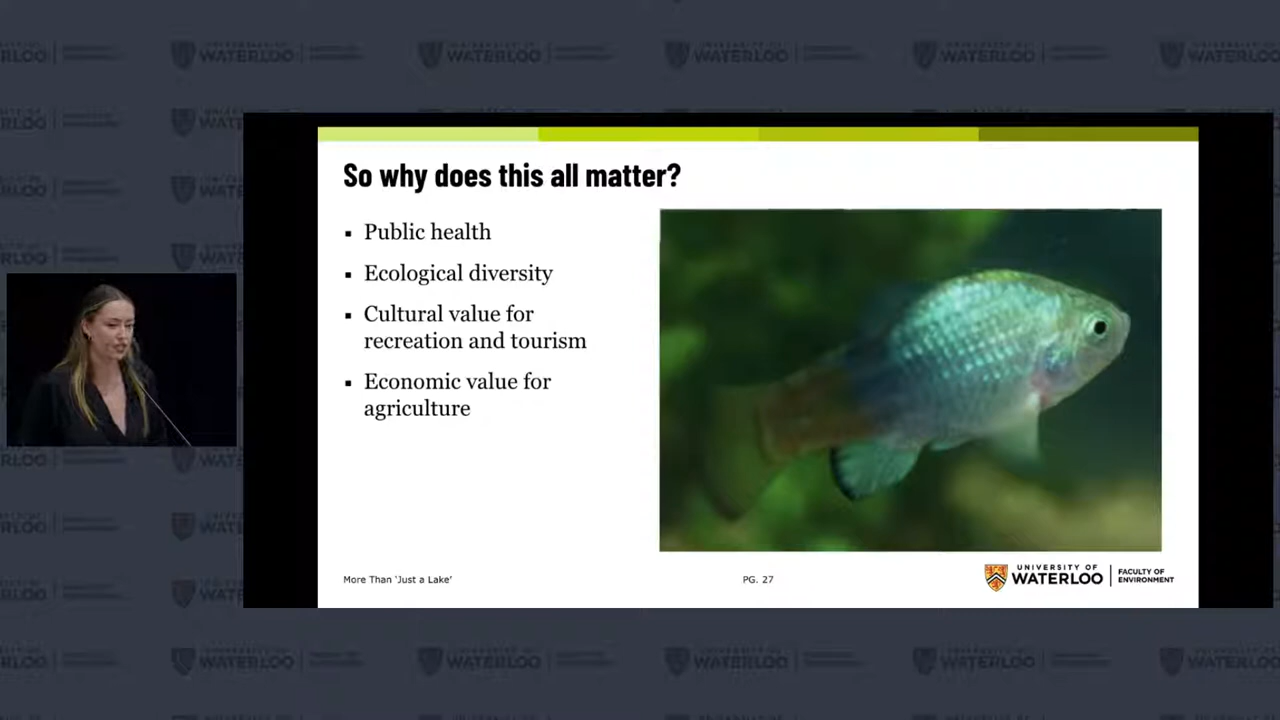 So why does this all matter?
Public health
Ecological diversity
Cultural value for
recreation and tourism
Economic value for
agriculture
More Than ‘Just a Lake’
PG. 27
UNIVERSITY OF
WATERLOO
FACULTY OF
ENVIRONMENT